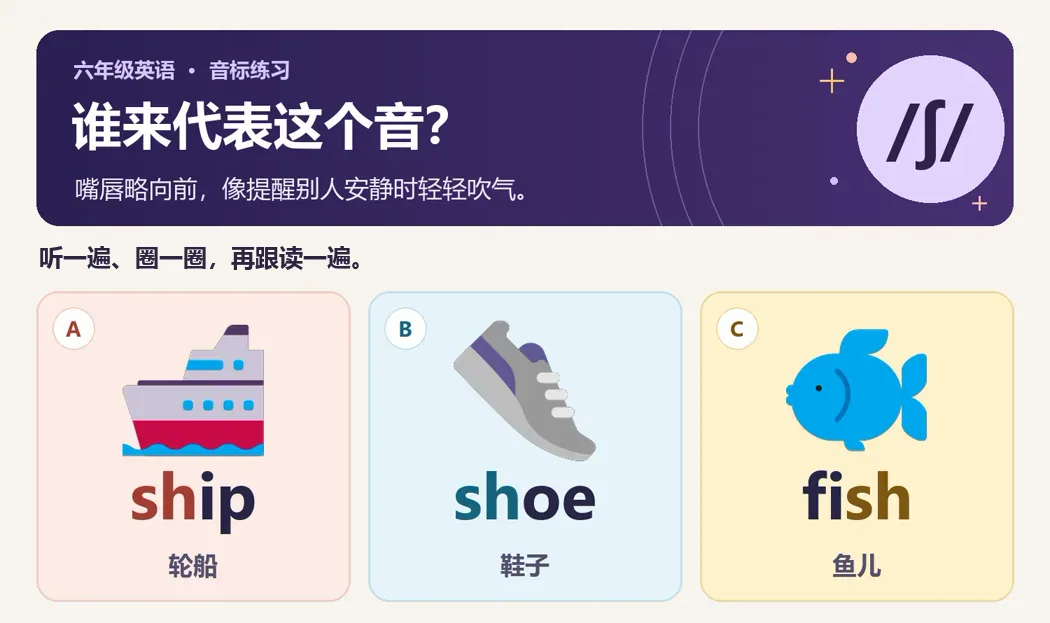 六年级英语 · 音标练习
谁来代表这个音？
嘴唇略向前，像提醒别人安静时轻轻吹气。
/ʃ/
听一遍、圈一圈，再跟读一遍。
A
ship
轮船
B
shoe
鞋子
C
fish
鱼儿